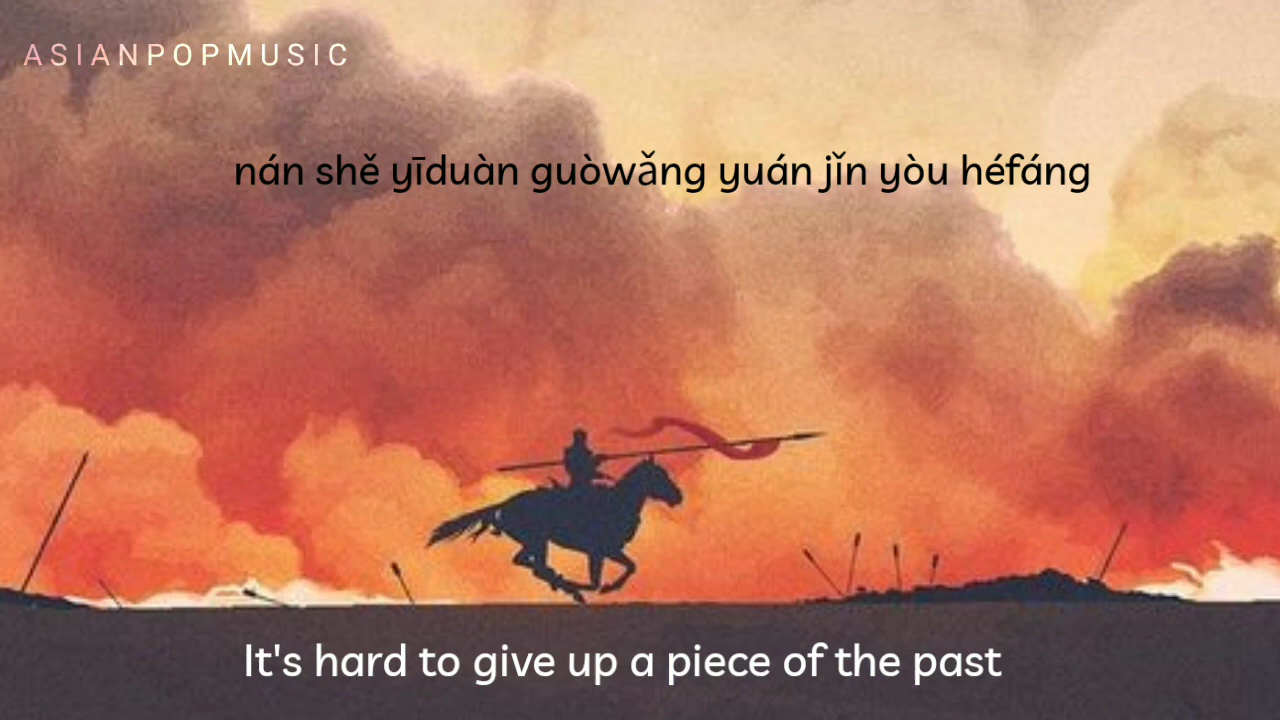 ASIANPOPMUSIC
nán shě yīduàn guòwǎng yuán jǐn yòu héfáng
It's hard to give up a piece of the past